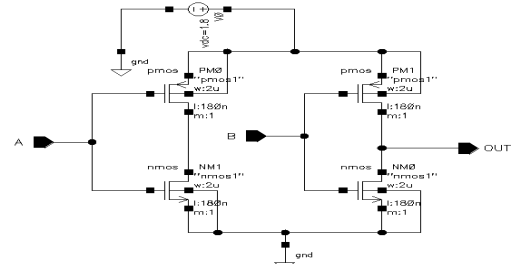 V0
vdc=1.8
gnd
pmos PM0
"pmos1"
w:2u
l:180n
m:1
pmos PM1
"pmos1"
w:2u
l:180n
m:1
A
B
OUT
nmos NM1
"nmos1"
w:2u
l:180n
m:1
nmos NM0
"nmos1"
w:2u
l:180n
m:1
gnd